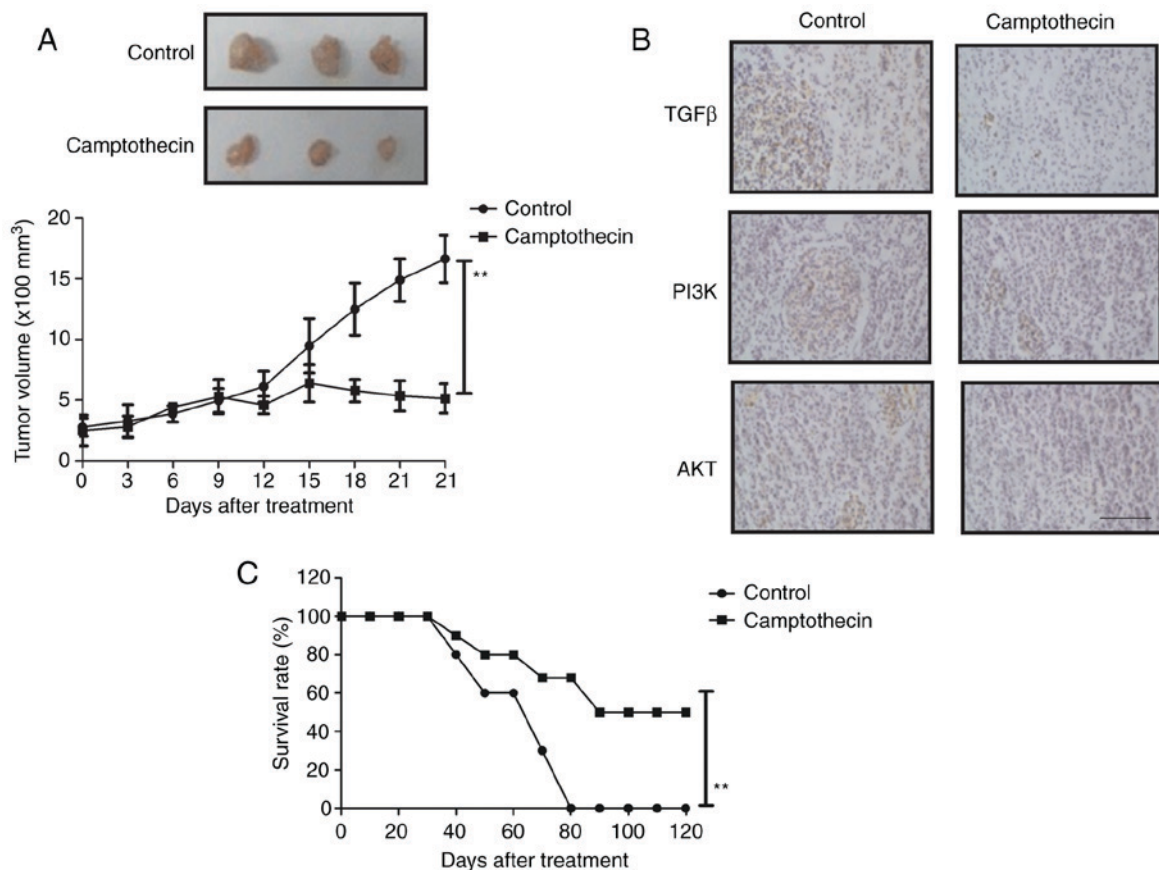 A
Control
Camptothecin
Control
Camptothecin
Tumor volume (x100 mm³)
20
15
10
5
0
**
0 3 6 9 12 15 18 21 21
Days after treatment
B
Control Camptothecin
TGFβ
PI3K
AKT
C
Control
Camptothecin
Survival rate (%)
120
100
80
60
40
20
0
**
0 20 40 60 80 100 120
Days after treatment